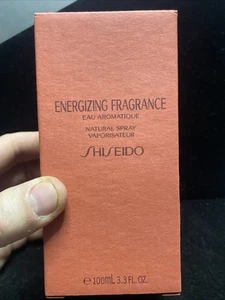 ENERGIZING FRAGRANCE
EAU AROMATIQUE
NATURAL SPRAY
VAPORISATEUR
SHISEIDO
℮ 100mL 3.3 FL. OZ.